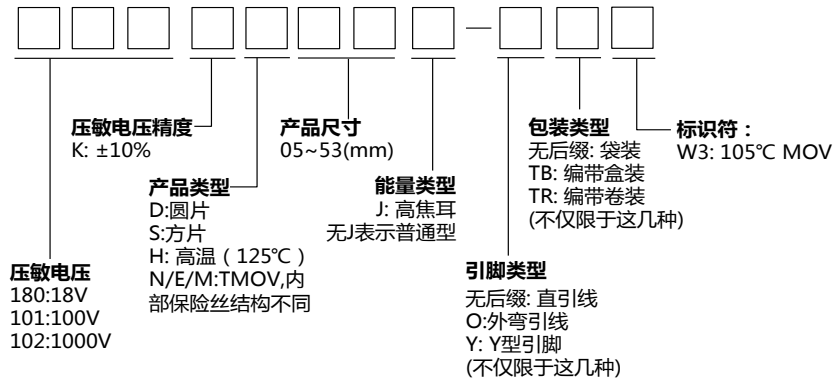 压敏电压精度
K: ±10%
产品尺寸
05~53(mm)
包装类型
无后缀: 袋装
TB: 编带盒装
TR: 编带卷装
(不仅限于这几种)
标识符：
W3: 105℃ MOV
产品类型
D:圆片
S:方片
H: 高温（125℃）
N/E/M:TMOV,内
部保险丝结构不同
能量类型
J: 高焦耳
无J表示普通型
压敏电压
180:18V
101:100V
102:1000V
引脚类型
无后缀: 直引线
O:外弯引线
Y: Y型引脚
(不仅限于这几种)